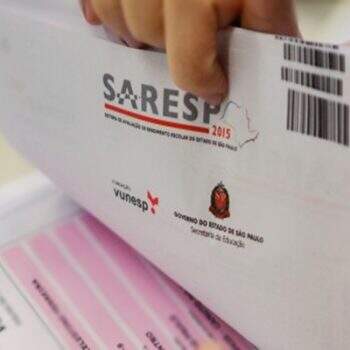 SARESP
2015
SISTEMA DE AVALIAÇÃO DE RENDIMENTO ESCOLAR DO ESTADO DE SÃO PAULO
FUNDAÇÃO
vunesp
GOVERNO DO ESTADO DE SÃO PAULO
Secretaria da Educação